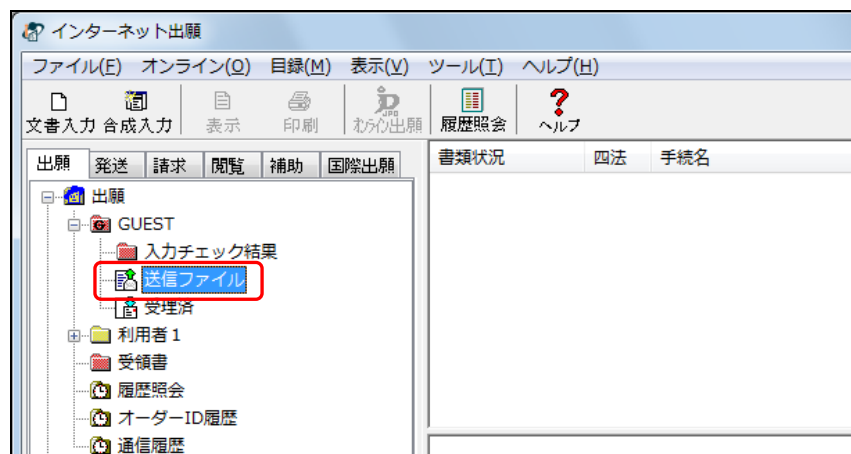 インターネット出願
ファイル(F) オンライン(O) 目録(M) 表示(V) ツール(T) ヘルプ(H)
文書入力 合成入力 表示 印刷 オンライン出願 履歴照会 ヘルプ
出願 発送 請求 閲覧 補助 国際出願
書類状況 四法 手続名
出願
GUEST
入力チェック結果
送信ファイル
受理済
利用者1
受領書
履歴照会
オーダーID履歴
通信履歴